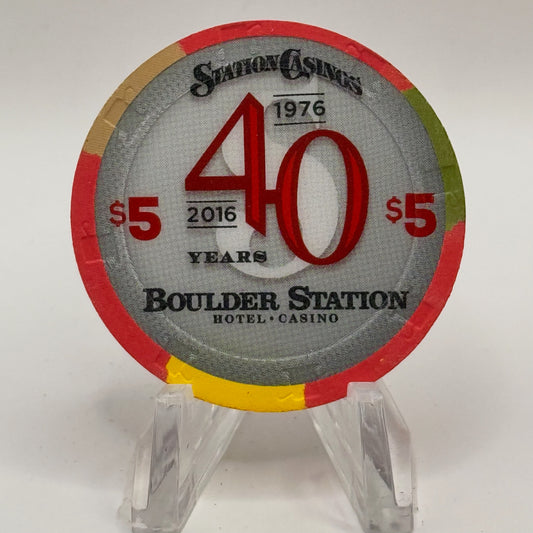 STATION CASINOS
1976
40
$5
$5
2016
YEARS
BOULDER STATION
HOTEL · CASINO